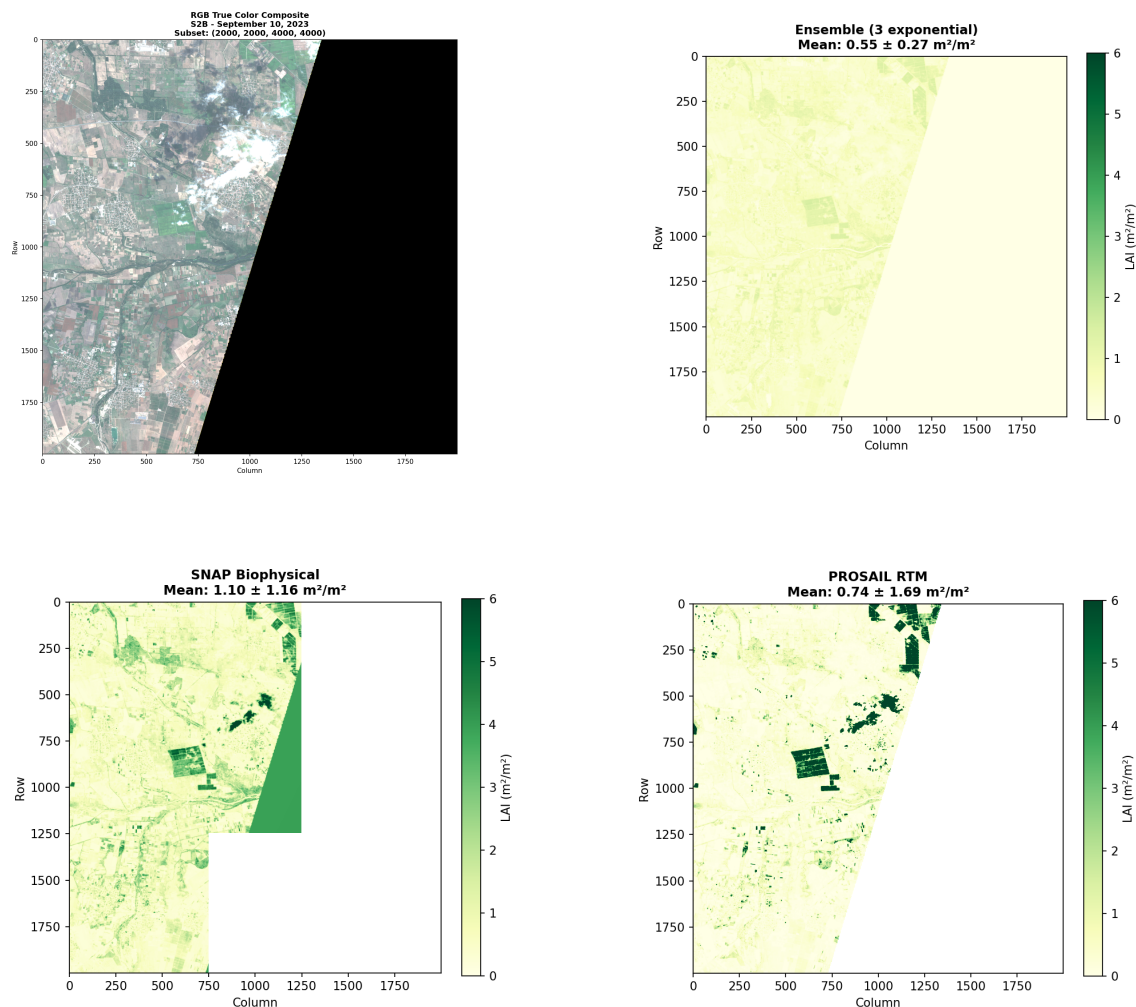 RGB True Color Composite
S2B - September 10, 2023
Subset: (2000, 2000, 4000, 4000)
0
250
500
750
1000
1250
1500
1750
Row
0 250 500 750 1000 1250 1500 1750
Column
Ensemble (3 exponential)
Mean: 0.55 ± 0.27 m²/m²
0
250
500
750
1000
1250
1500
1750
Row
0 250 500 750 1000 1250 1500 1750
Column
6
5
4
3
2
1
0
LAI (m²/m²)
SNAP Biophysical
Mean: 1.10 ± 1.16 m²/m²
0
250
500
750
1000
1250
1500
1750
Row
0 250 500 750 1000 1250 1500 1750
Column
6
5
4
3
2
1
0
LAI (m²/m²)
PROSAIL RTM
Mean: 0.74 ± 1.69 m²/m²
0
250
500
750
1000
1250
1500
1750
Row
0 250 500 750 1000 1250 1500 1750
Column
6
5
4
3
2
1
0
LAI (m²/m²)